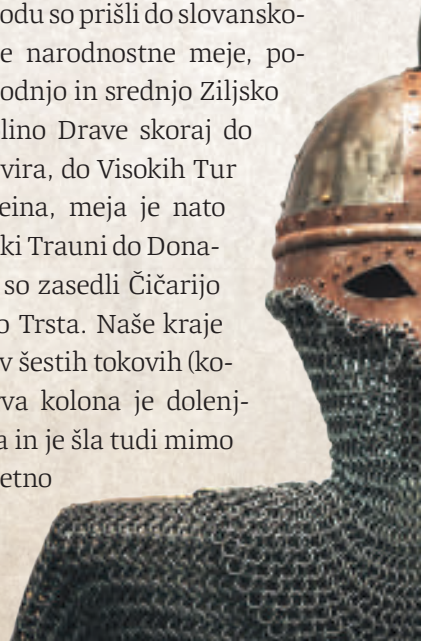 odu so prišli do slovansko-
e narodnostne meje, po-
odnjo in srednjo Ziljsko
lino Drave skoraj do
vira, do Visokih Tur
eina, meja je nato
ki Trauni do Dona-
so zasedli Čičarijo
o Trsta. Naše kraje
v šestih tokovih (ko-
rva kolona je dolenj-
a in je šla tudi mimo
etno